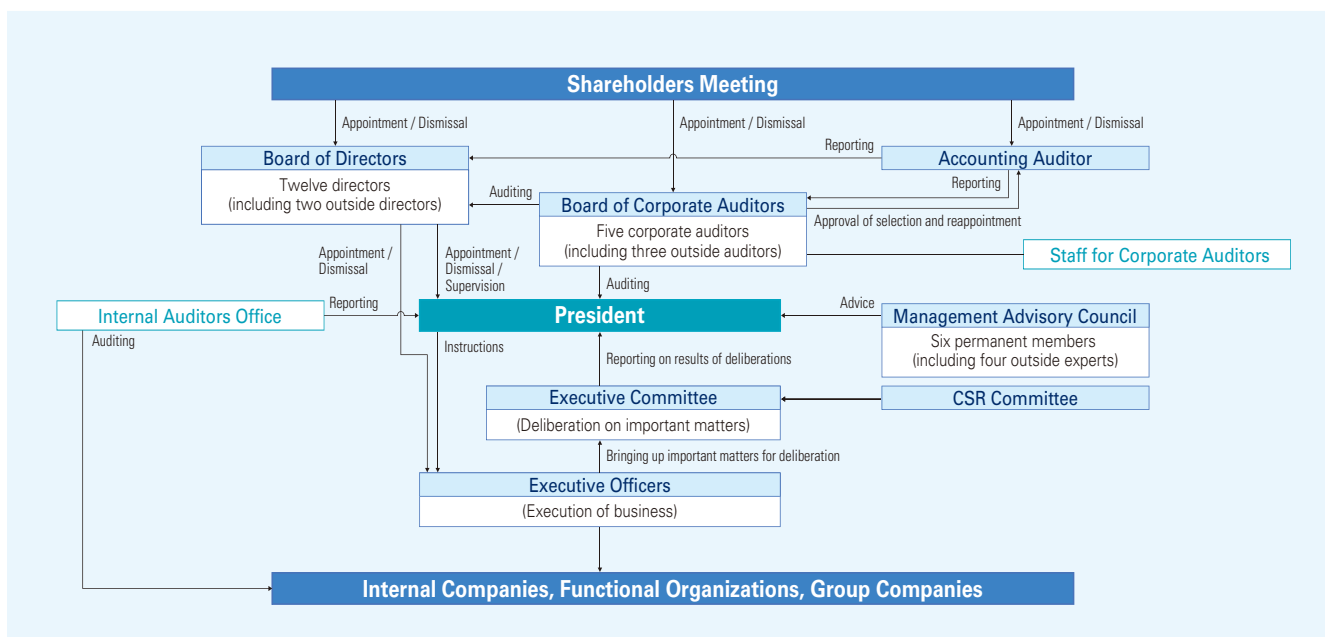 Shareholders Meeting
Appointment / Dismissal
Appointment / Dismissal
Appointment / Dismissal
Board of Directors
Twelve directors
(including two outside directors)
Reporting
Accounting Auditor
Reporting
Auditing
Board of Corporate Auditors
Five corporate auditors
(including three outside auditors)
Approval of selection and reappointment
Staff for Corporate Auditors
Appointment /
Dismissal
Appointment /
Dismissal /
Supervision
Auditing
Internal Auditors Office
Reporting
Auditing
President
Advice
Management Advisory Council
Six permanent members
(including four outside experts)
Instructions
Reporting on results of deliberations
Executive Committee
(Deliberation on important matters)
CSR Committee
Bringing up important matters for deliberation
Executive Officers
(Execution of business)
Internal Companies, Functional Organizations, Group Companies